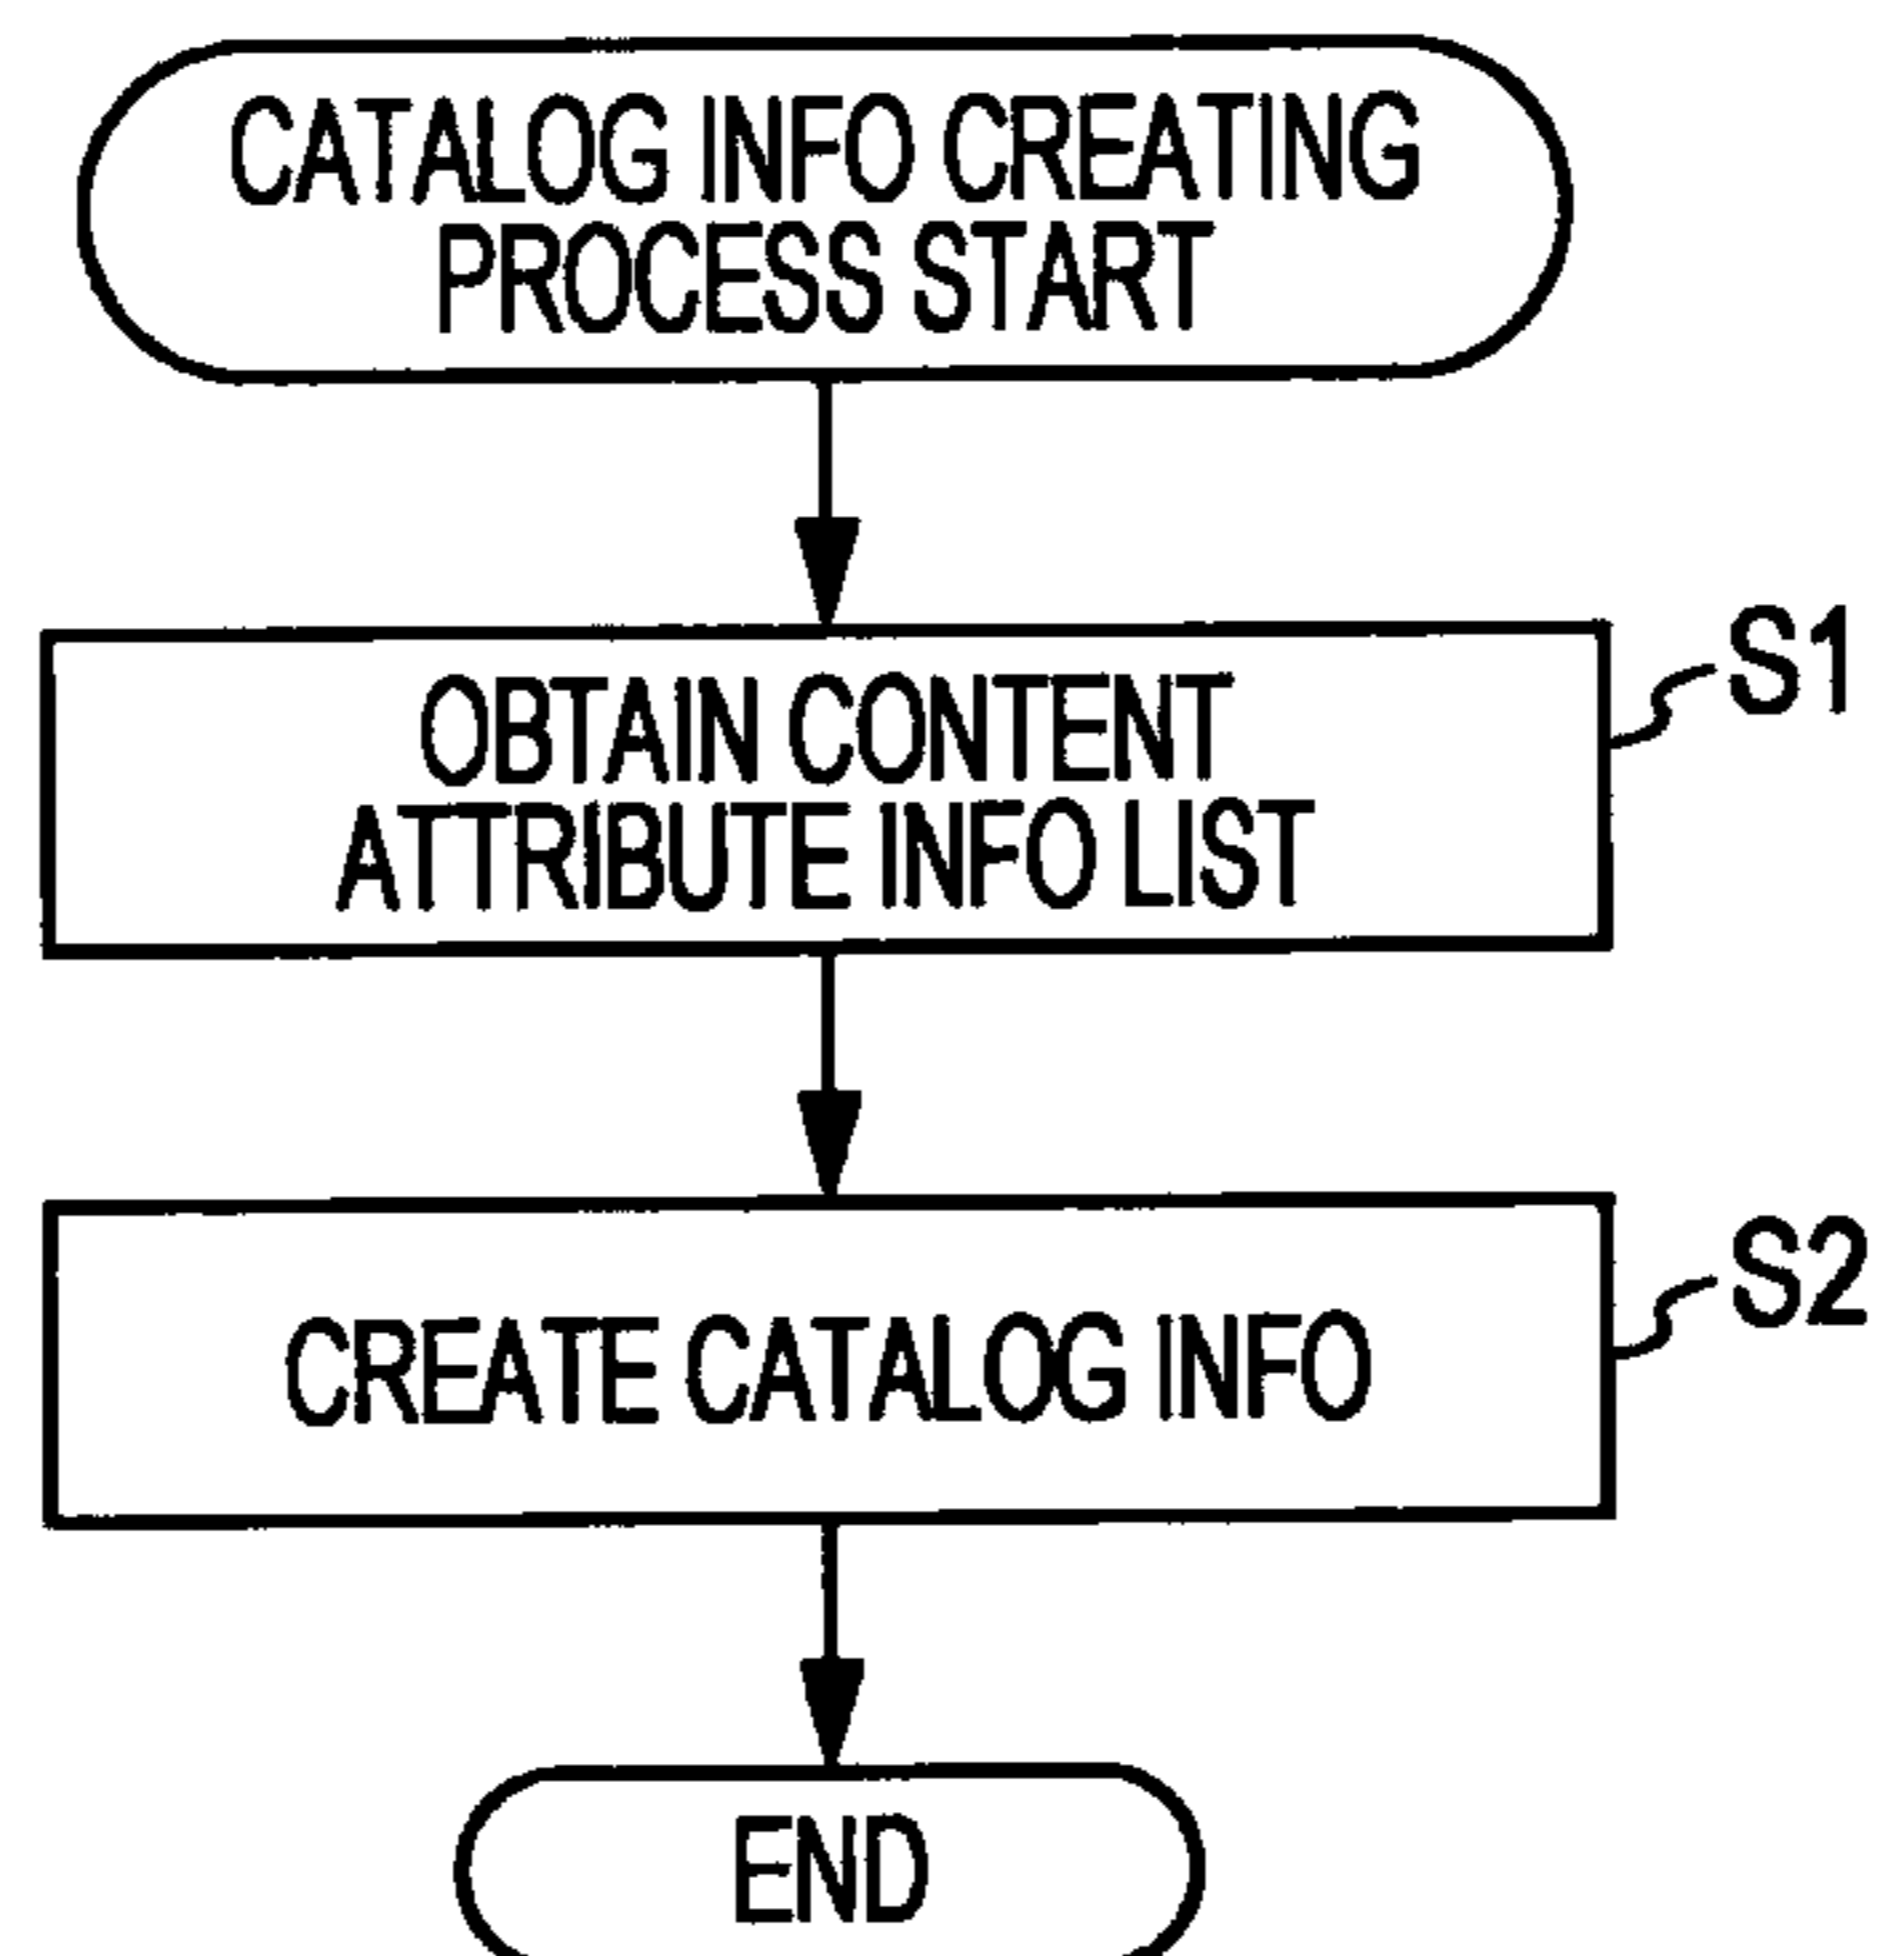 CATALOG INFO CREATING
PROCESS START
OBTAIN CONTENT
ATTRIBUTE INFO LIST
S1
CREATE CATALOG INFO
S2
END